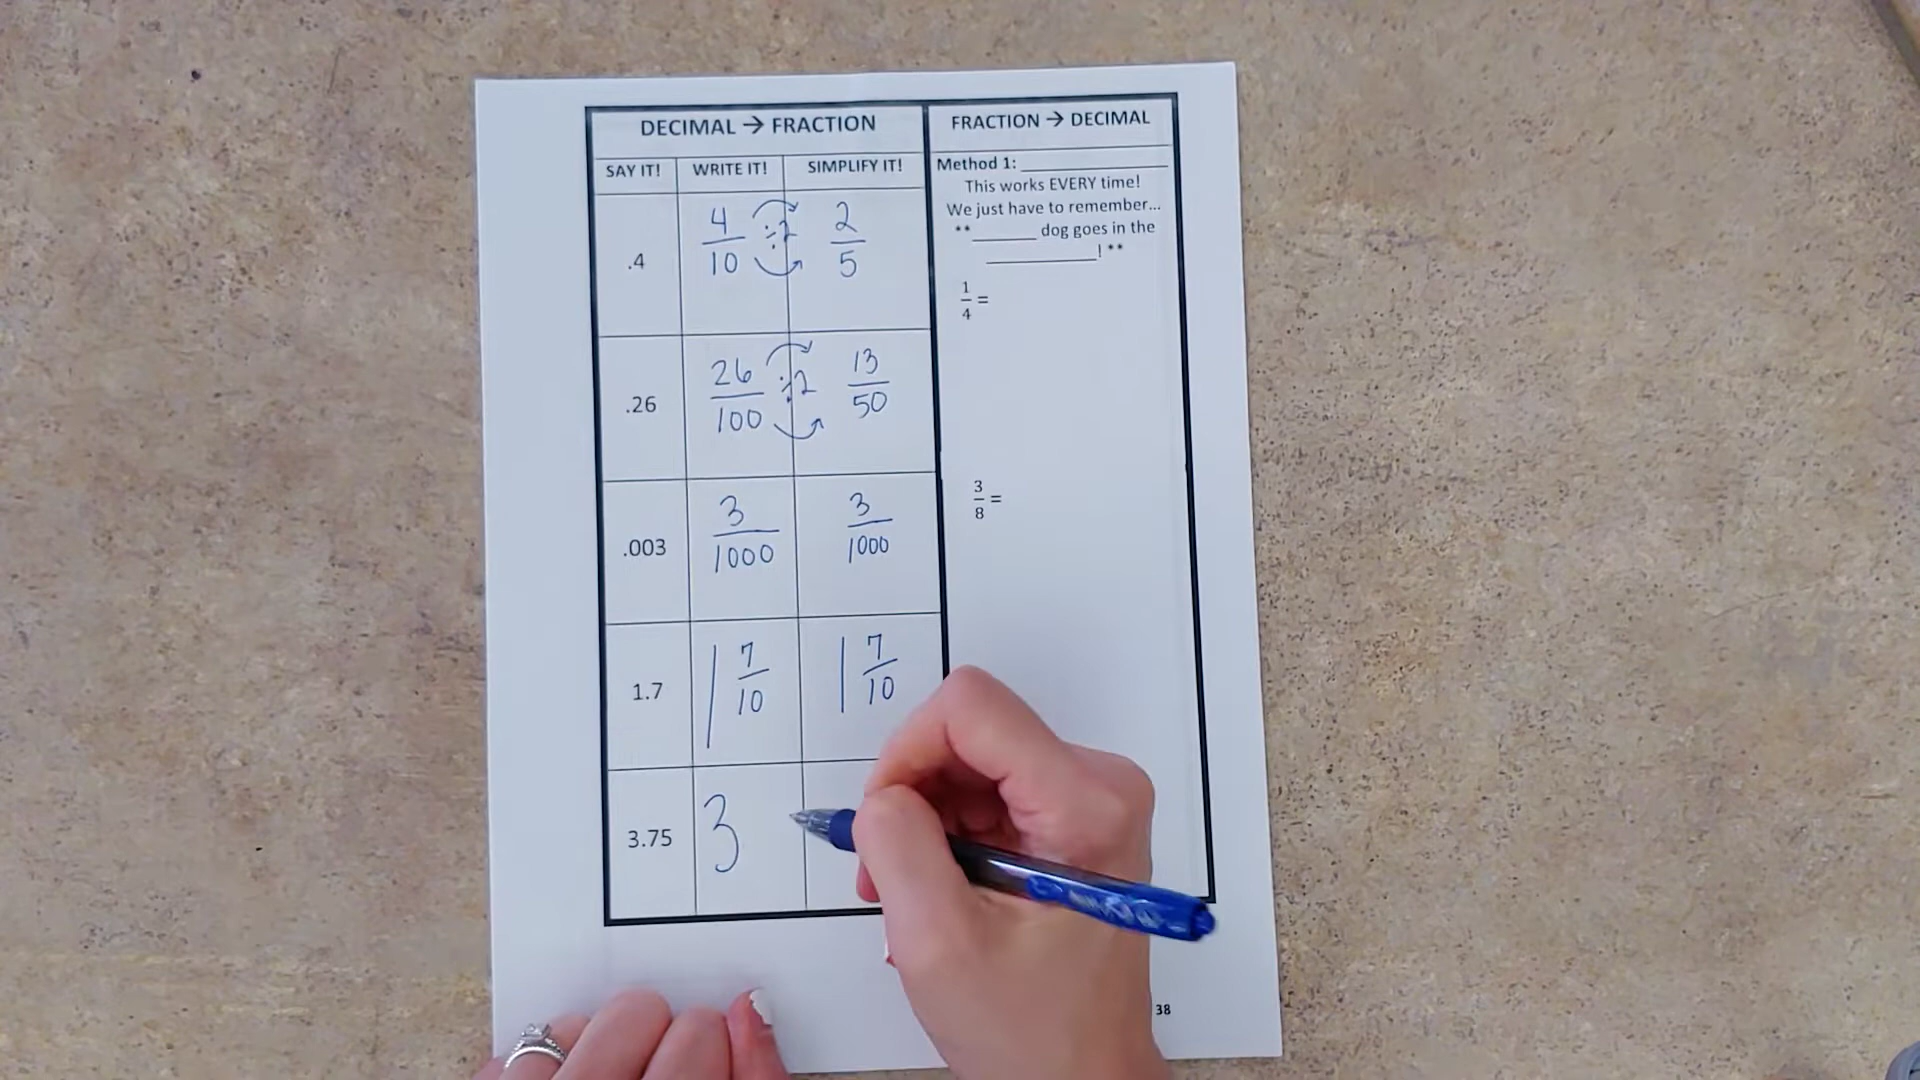 DECIMAL → FRACTION
SAY IT! WRITE IT! SIMPLIFY IT!
.4 4/10 ÷2 2/5
.26 26/100 ÷2 13/50
.003 3/1000 3/1000
1.7 1 7/10 1 7/10
3.75 3
FRACTION → DECIMAL
Method 1: ______________
This works EVERY time!
We just have to remember...
**______ dog goes in the
___________! **
1/4 =
3/8 =
38